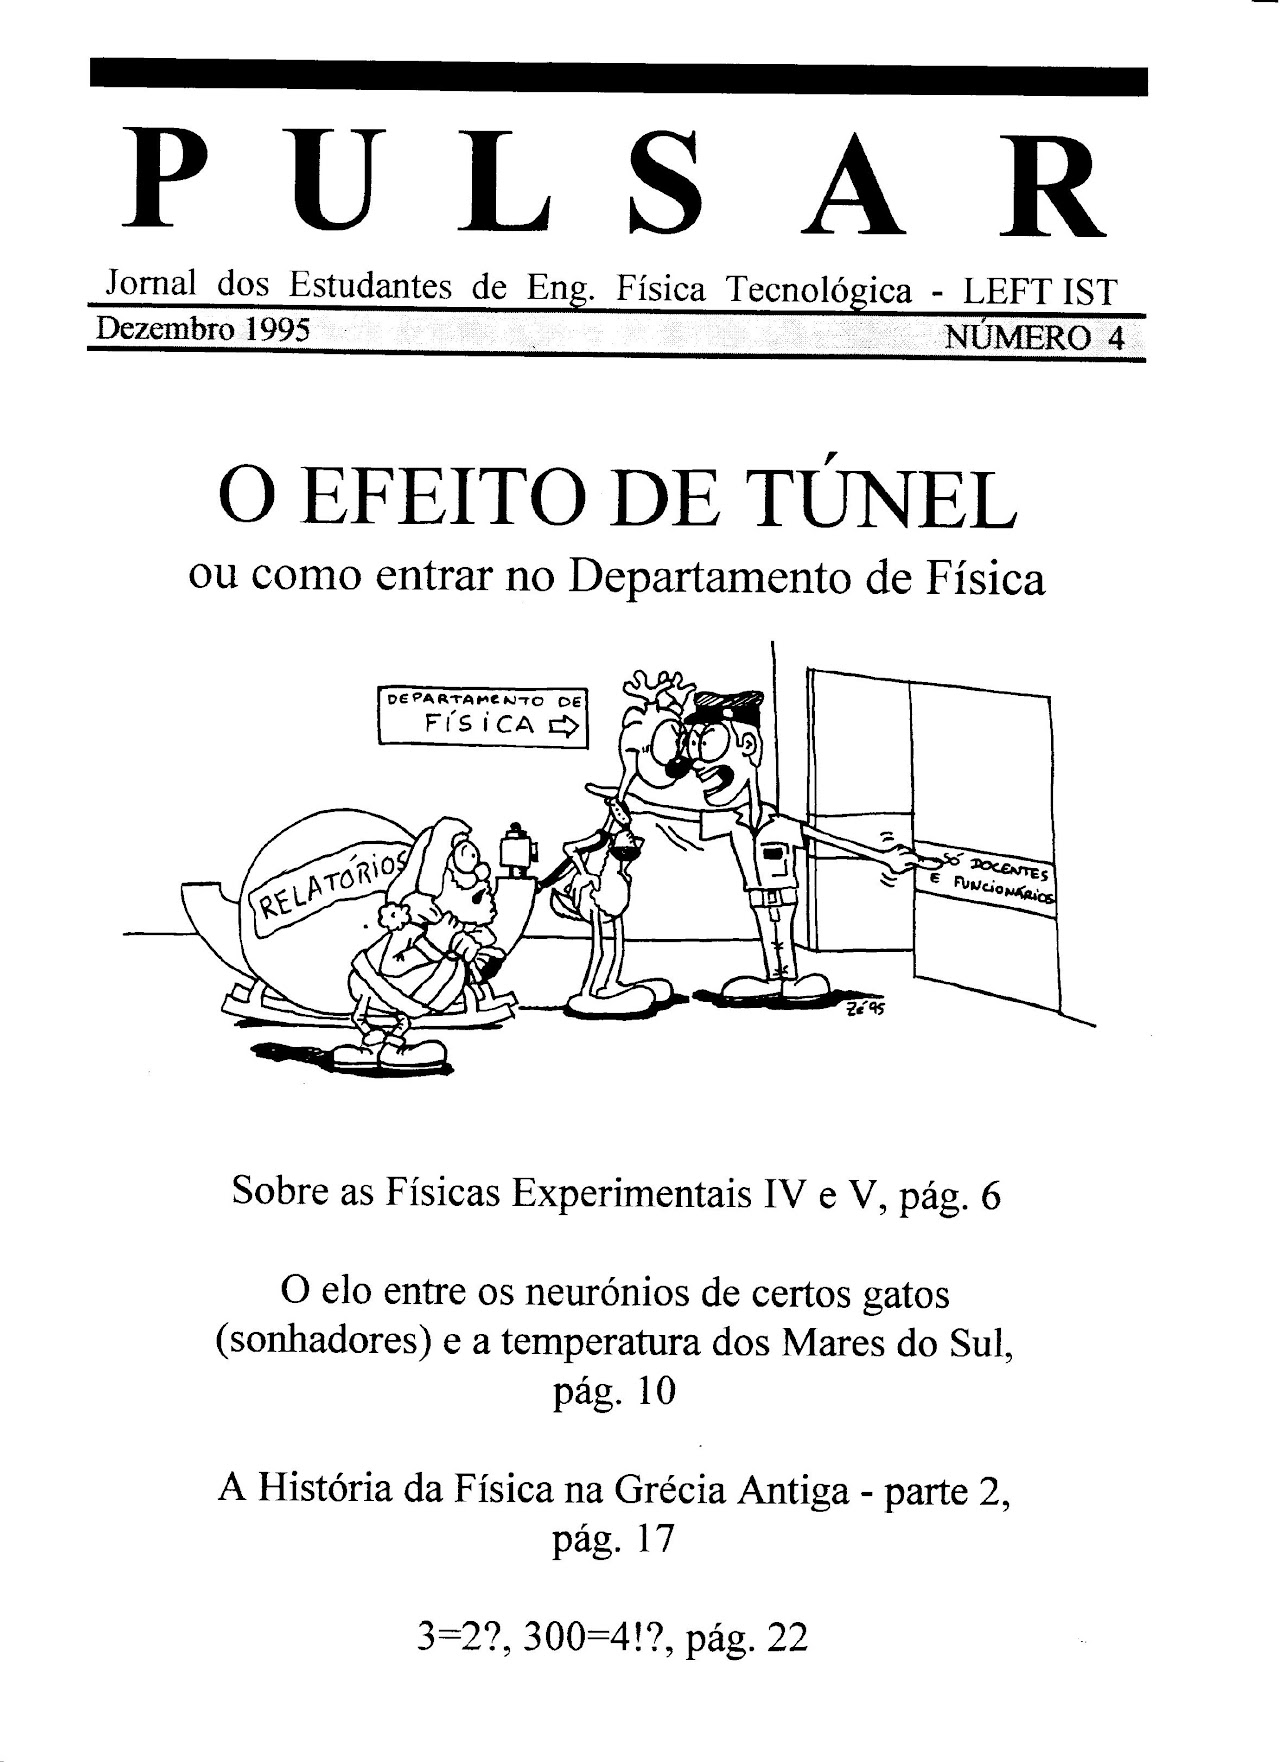 PULSAR
Jornal dos Estudantes de Eng. Física Tecnológica - LEFT IST
Dezembro 1995 NÚMERO 4
O EFEITO DE TÚNEL
ou como entrar no Departamento de Física
DEPARTAMENTO DE
FÍSICA ⇨
RELATÓRIOS
SÓ DOCENTES
E FUNCIONÁRIOS
Zé'95
Sobre as Físicas Experimentais IV e V, pág. 6
O elo entre os neurónios de certos gatos
(sonhadores) e a temperatura dos Mares do Sul,
pág. 10
A História da Física na Grécia Antiga - parte 2,
pág. 17
3=2?, 300=4!?, pág. 22